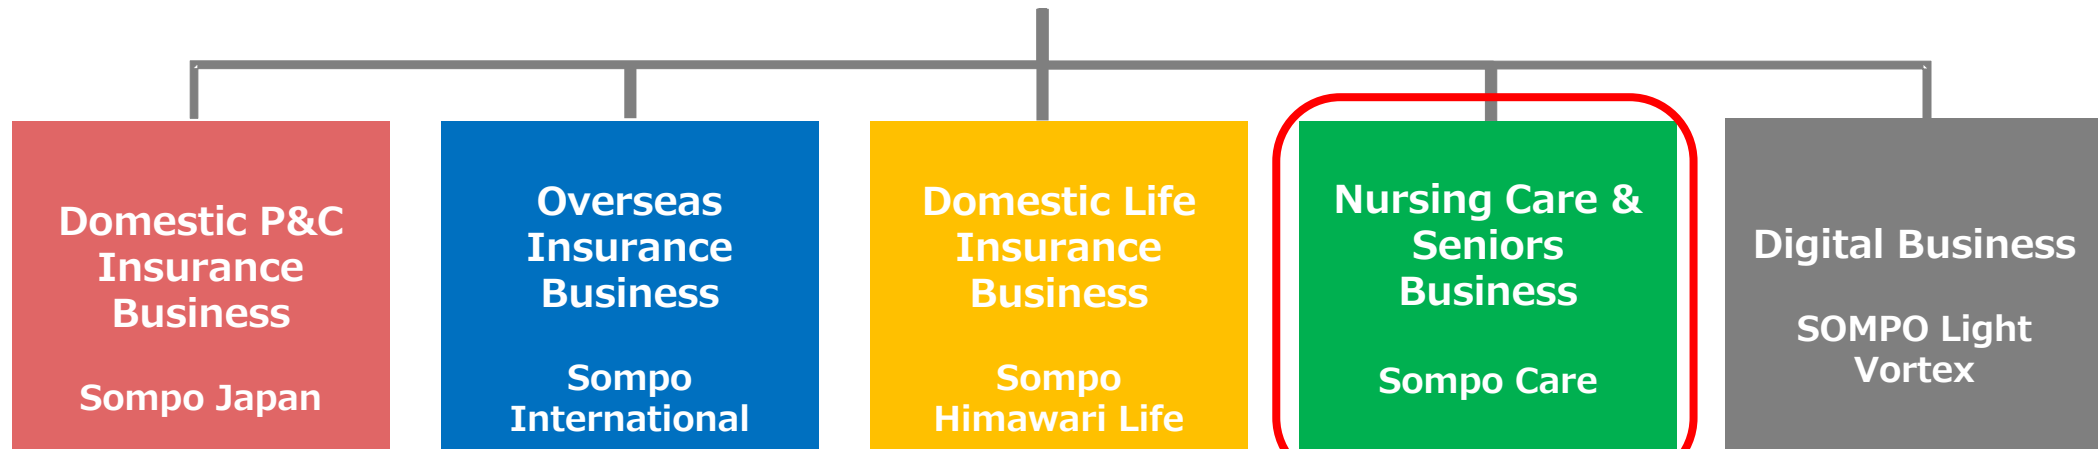 Domestic P&C
Insurance
Business
Sompo Japan
Overseas
Insurance
Business
Sompo
International
Domestic Life
Insurance
Business
Sompo
Himawari Life
Nursing Care &
Seniors
Business
Sompo Care
Digital Business
SOMPO Light
Vortex